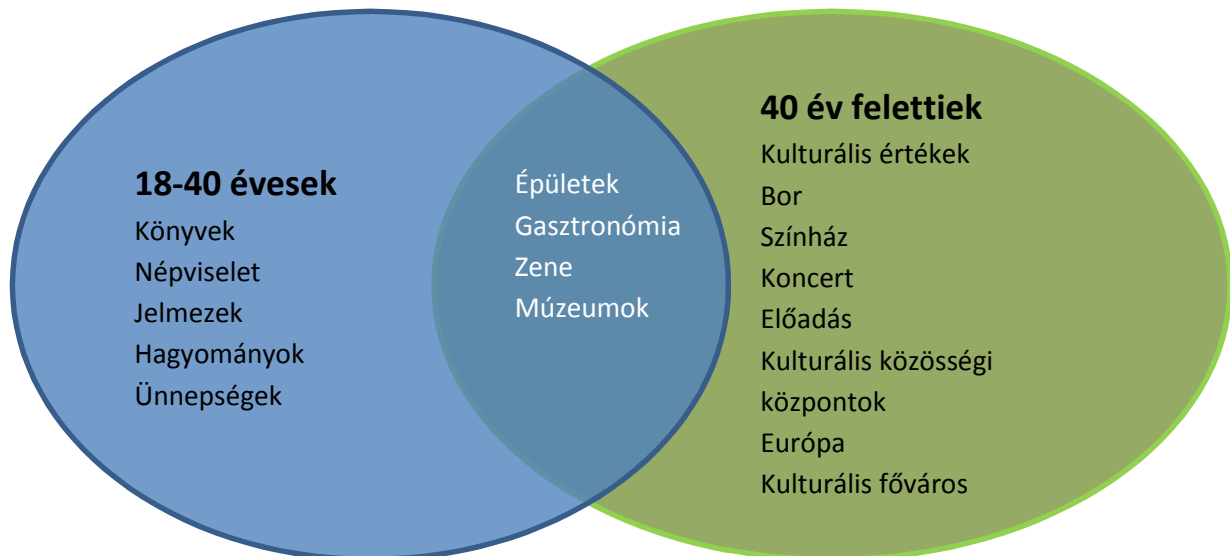 18-40 évesek
Könyvek
Népviselet
Jelmezek
Hagyományok
Ünnepségek
Épületek
Gasztronómia
Zene
Múzeumok
40 év felettiek
Kulturális értékek
Bor
Színház
Koncert
Előadás
Kulturális közösségi
központok
Európa
Kulturális főváros